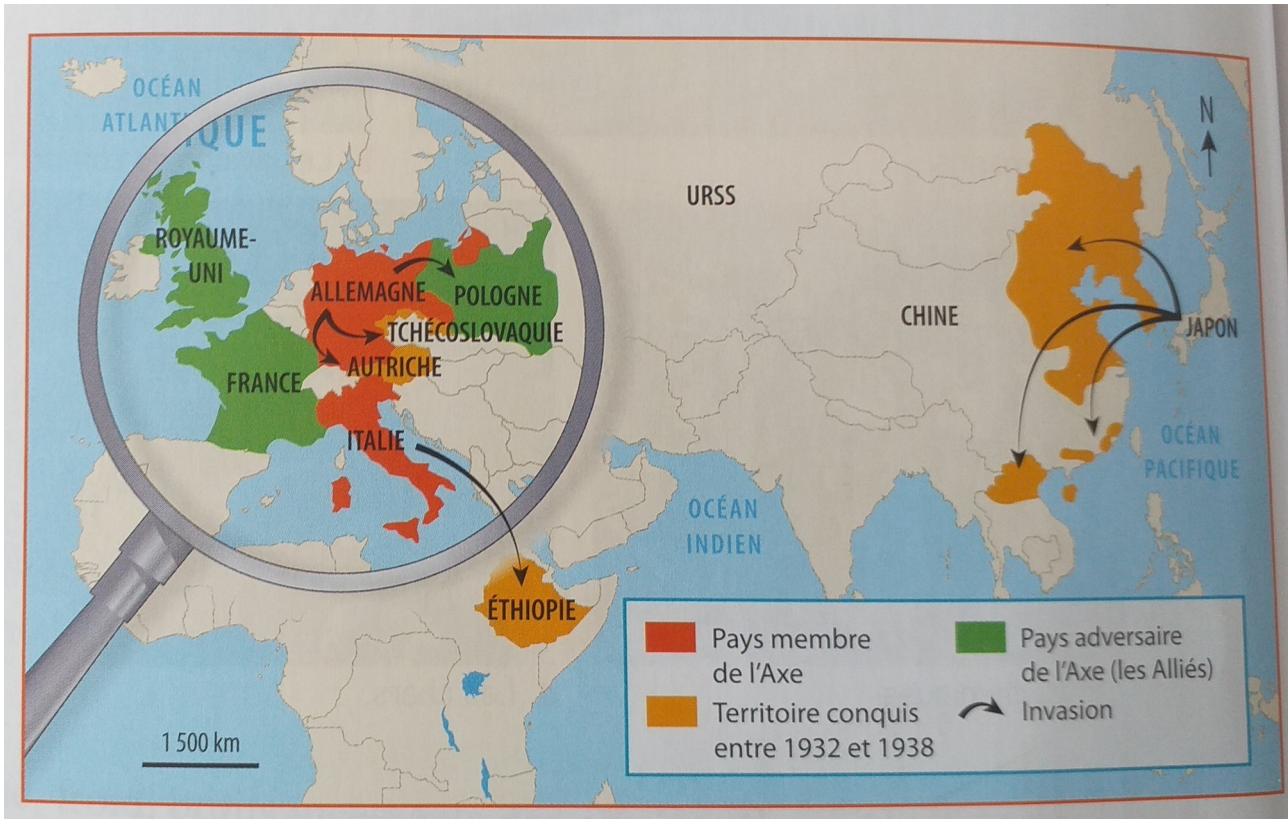 OCÉAN
ATLANTIQUE
N
URSS
ROYAUME-
UNI
ALLEMAGNE
POLOGNE
CHINE
TCHÉCOSLOVAQUIE
JAPON
AUTRICHE
FRANCE
ITALIE
OCÉAN
PACIFIQUE
OCÉAN
INDIEN
ÉTHIOPIE
Pays membre
de l'Axe
Territoire conquis
entre 1932 et 1938
Pays adversaire
de l'Axe (les Alliés)
Invasion
1 500 km